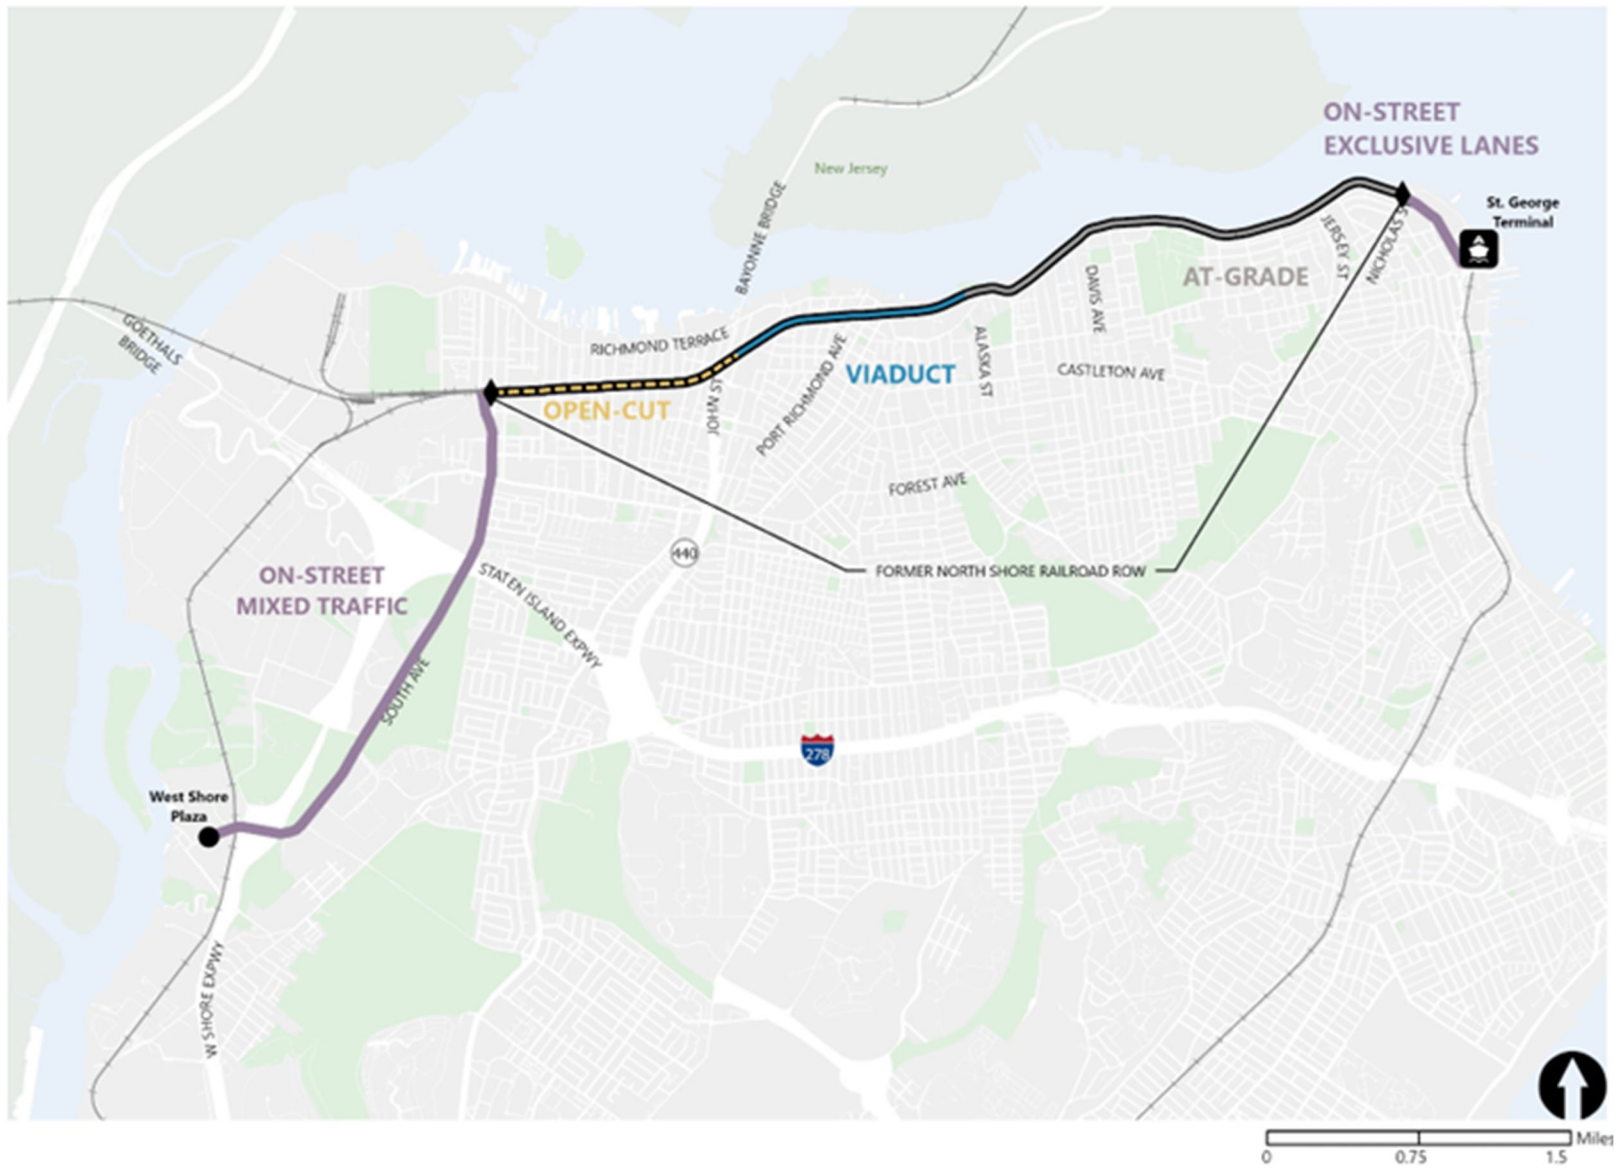 ON-STREET
EXCLUSIVE LANES
New Jersey
St. George
Terminal
BAYONNE BRIDGE
JERSEY ST
NICHOLAS S
AT-GRADE
DAVIS AVE
GOETHALS
BRIDGE
RICHMOND TERRACE
ALASKA ST
PORT RICHMOND AVE
VIADUCT
CASTLETON AVE
OPEN-CUT
JOHN ST
FOREST AVE
440
FORMER NORTH SHORE RAILROAD ROW
ON-STREET
MIXED TRAFFIC
STATEN ISLAND EXPWY
SOUTH AVE
278
West Shore
Plaza
W SHORE EXPWY
Miles
0 0.75 1.5